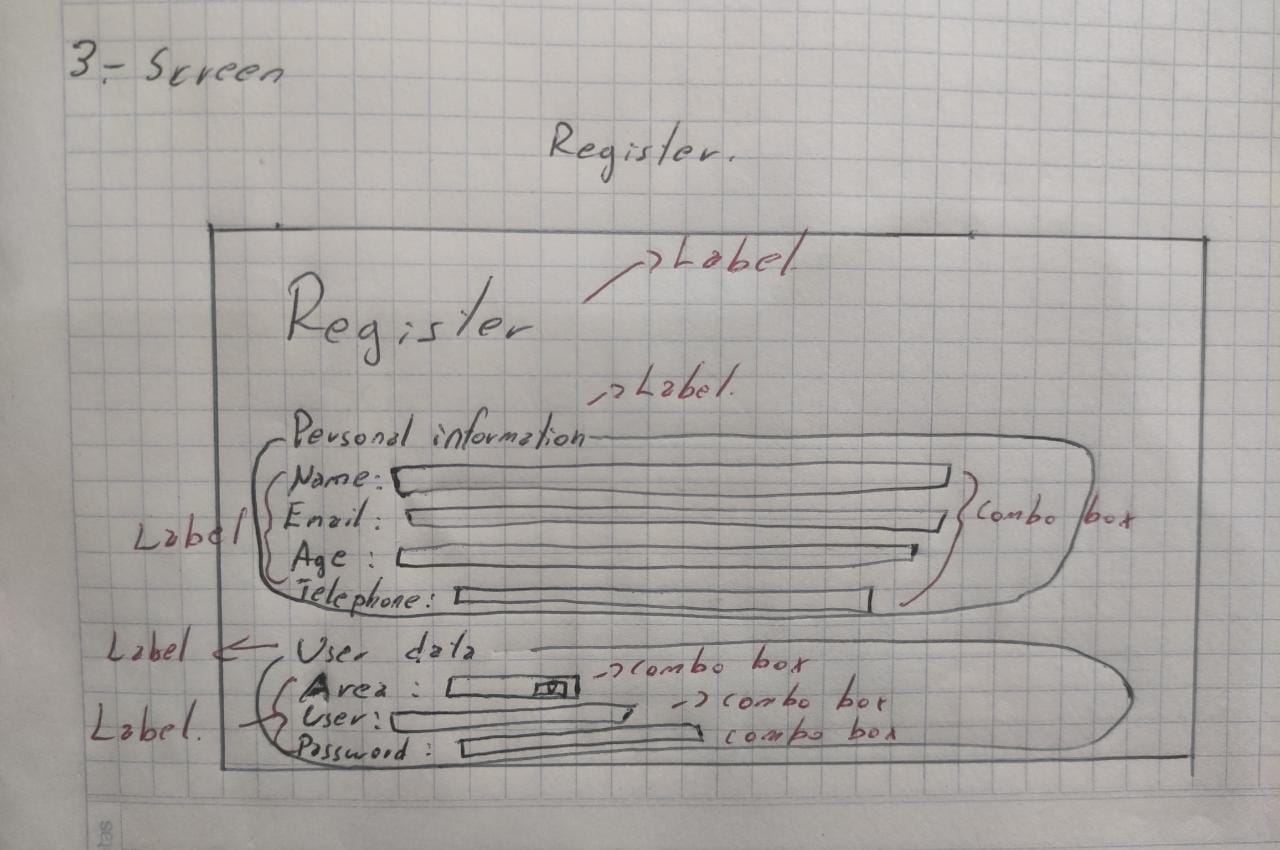 3.- Screen
Register.
Label
Register
Label.
Personal information
Name:
Email:
Label
combo box
Age :
Telephone:
Label
User data
Area :
combo box
User:
combo box
Label.
Password :
combo box
tas